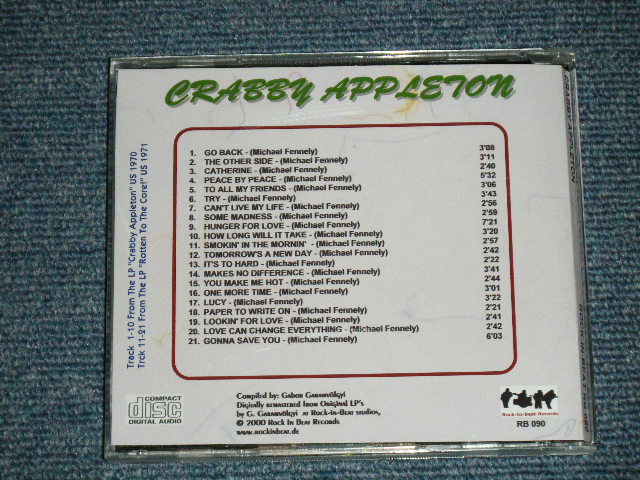 CRABBY APPLETON
1. GO BACK - (Michael Fennely) 3'08
2. THE OTHER SIDE - (Michael Fennely) 3'11
3. CATHERINE - (Michael Fennely) 2'40
4. PEACE BY PEACE - (Michael Fennely) 5'32
5. TO ALL MY FRIENDS - (Michael Fennely) 3'06
6. TRY - (Michael Fennely) 3'43
7. CAN'T LIVE MY LIFE - (Michael Fennely) 2'56
8. SOME MADNESS - (Michael Fennely) 2'59
9. HUNGER FOR LOVE - (Michael Fennely) 7'21
10. HOW LONG WILL IT TAKE - (Michael Fennely) 3'20
11. SMOKIN' IN THE MORNIN' - (Michael Fennely) 2'57
12. TOMORROW'S A NEW DAY - (Michael Fennely) 2'42
13. IT'S TO HARD - (Michael Fennely) 2'22
14. MAKES NO DIFFERENCE - (Michael Fennely) 3'41
15. YOU MAKE ME HOT - (Michael Fennely) 2'44
16. ONE MORE TIME - (Michael Fennely) 3'01
17. LUCY - (Michael Fennely) 3'22
18. PAPER TO WRITE ON - (Michael Fennely) 2'21
19. LOOKIN' FOR LOVE - (Michael Fennely) 2'41
20. LOVE CAN CHANGE EVERYTHING - (Michael Fennely) 2'42
21. GONNA SAVE YOU - (Michael Fennely) 6'03
Track 1-10 From The LP "Crabby Appleton" US 1970
Trck 11-21 From The LP "Rotten To The Core!" US 1971
COMPACT
disc
DIGITAL AUDIO
Compiled by: Gabor Garamvölgyi
Digitally remastered from Original LP's
by G. Garamvölgyi at Rock-in-Beat studios,
© 2000 Rock In Beat Records
www.rockinbeat.de
Rock-In-Beat Records
RB 090
CRABBY APPLETON